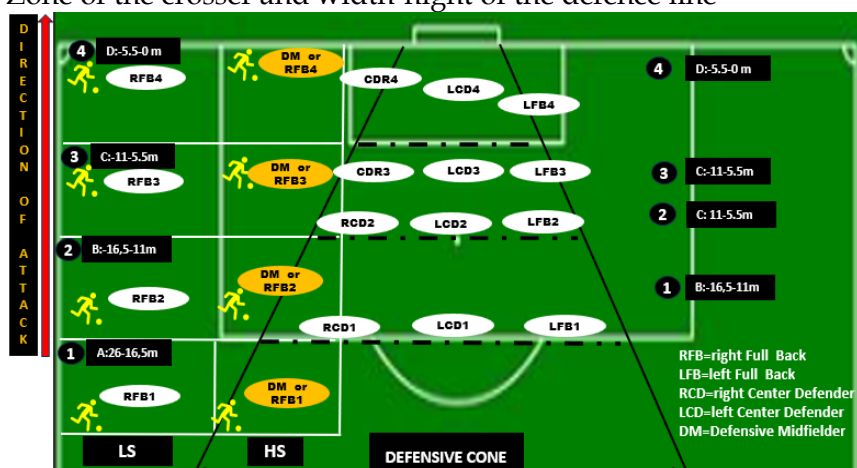 Zone of the crosser and width-hight of the defence line
DIRECTION OF ATTACK
4 D:-5.5-0 m
RFB4
DM or
RFB4
CDR4
LCD4
LFB4
4 D:-5.5-0 m
3 C:-11-5.5m
RFB3
DM or
RFB3
CDR3
LCD3
LFB3
3 C:-11-5.5m
RCD2
LCD2
LFB2
2 C: 11-5.5m
2 B:-16,5-11m
RFB2
DM or
RFB2
1 B:-16,5-11m
RCD1
LCD1
LFB1
1 A:26-16,5m
RFB1
DM or
RFB1
RFB=right Full Back
LFB=left Full Back
RCD=right Center Defender
LCD=left Center Defender
DM=Defensive Midfielder
LS
HS
DEFENSIVE CONE